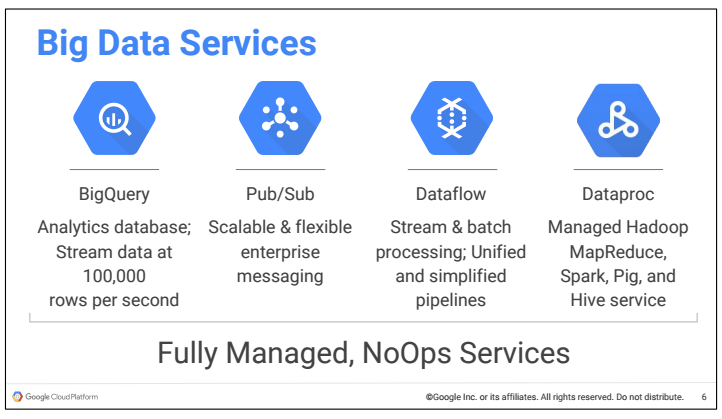 Big Data Services
BigQuery
Analytics database;
Stream data at
100,000
rows per second
Pub/Sub
Scalable & flexible
enterprise
messaging
Dataflow
Stream & batch
processing; Unified
and simplified
pipelines
Dataproc
Managed Hadoop
MapReduce,
Spark, Pig, and
Hive service
Fully Managed, NoOps Services
Google Cloud Platform
©Google Inc. or its affiliates. All rights reserved. Do not distribute.
6